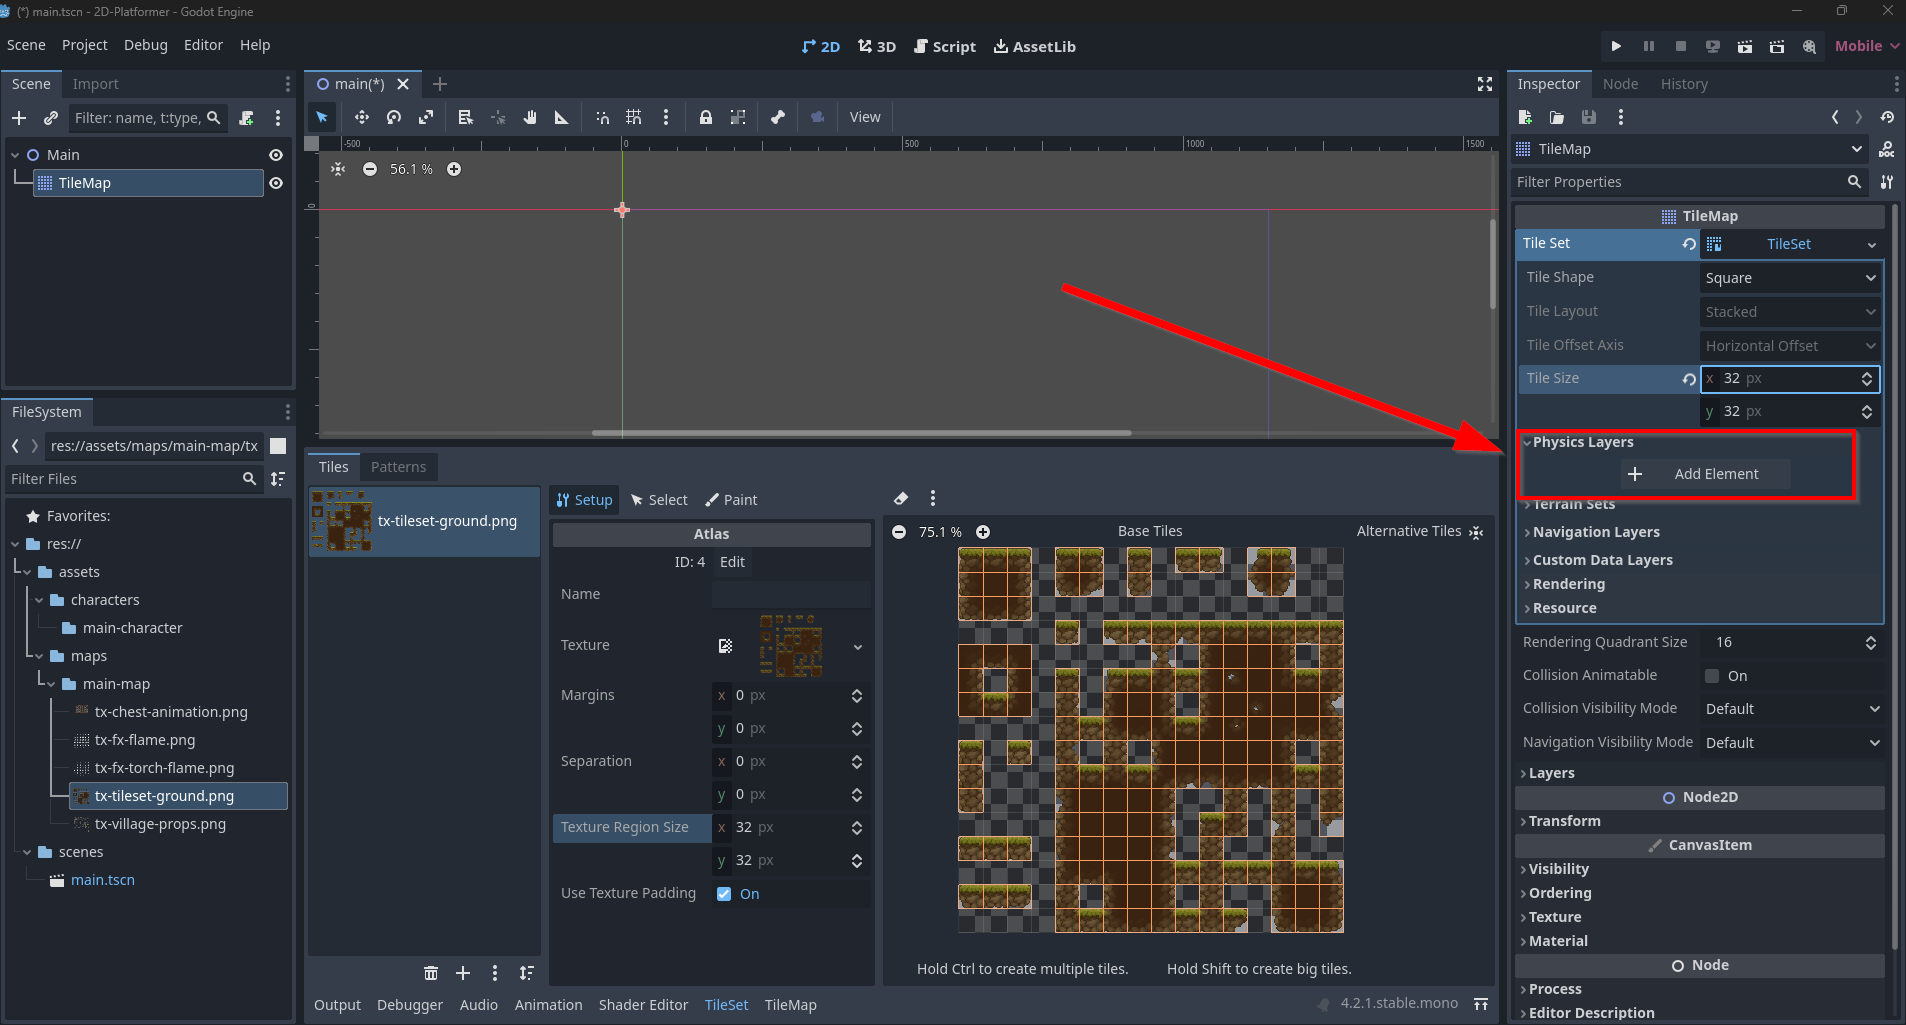 (*) main.tscn - 2D-Platformer - Godot Engine
Scene Project Debug Editor Help
2D 3D Script AssetLib
Mobile
Scene Import
Filter: name, t:type,
Main
TileMap
FileSystem
res://assets/maps/main-map/tx
Filter Files
Favorites:
res://
assets
characters
main-character
maps
main-map
tx-chest-animation.png
tx-fx-flame.png
tx-fx-torch-flame.png
tx-tileset-ground.png
tx-village-props.png
scenes
main.tscn
main(*)
View
-500 0 500 1000 1500
0
56.1 %
Tiles Patterns
tx-tileset-ground.png
Setup Select Paint
Atlas
ID: 4 Edit
Name
Texture
Margins x 0 px
y 0 px
Separation x 0 px
y 0 px
Texture Region Size x 32 px
y 32 px
Use Texture Padding On
75.1 % Base Tiles Alternative Tiles
Hold Ctrl to create multiple tiles. Hold Shift to create big tiles.
Output Debugger Audio Animation Shader Editor TileSet TileMap
4.2.1.stable.mono
Inspector Node History
TileMap
DOC
Filter Properties
TileMap
Tile Set TileSet
Tile Shape Square
Tile Layout Stacked
Tile Offset Axis Horizontal Offset
Tile Size x 32 px
y 32 px
Physics Layers
Add Element
Terrain Sets
Navigation Layers
Custom Data Layers
Rendering
Resource
Rendering Quadrant Size 16
Collision Animatable On
Collision Visibility Mode Default
Navigation Visibility Mode Default
Layers
Node2D
Transform
CanvasItem
Visibility
Ordering
Texture
Material
Node
Process
Editor Description